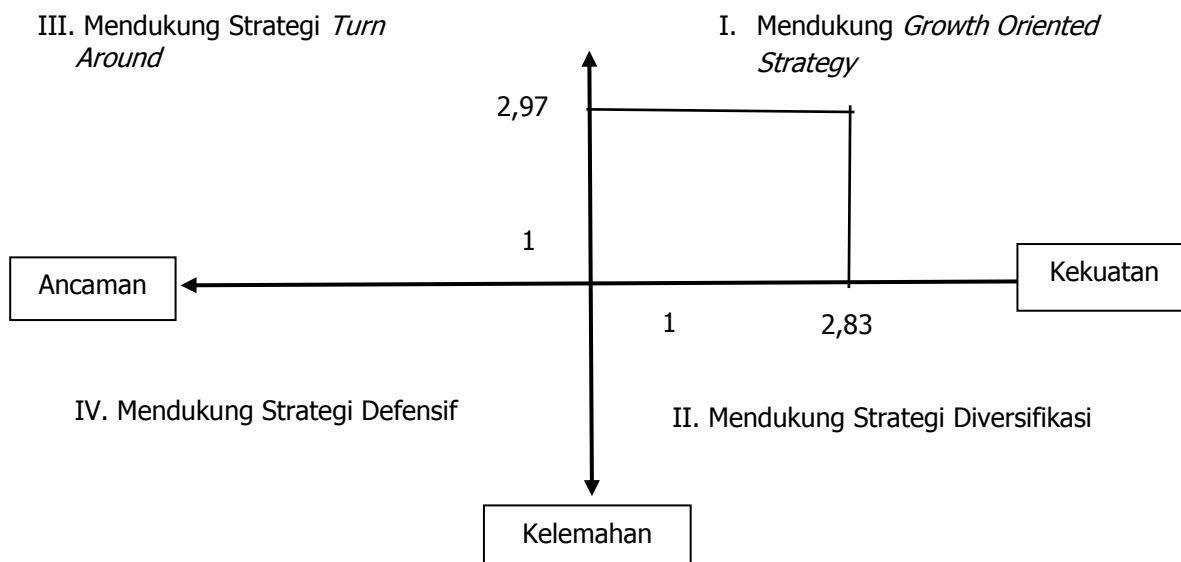 III. Mendukung Strategi Turn
Around
I. Mendukung Growth Oriented
Strategy
2,97
1
Ancaman
Kekuatan
1 2,83
IV. Mendukung Strategi Defensif
II. Mendukung Strategi Diversifikasi
Kelemahan